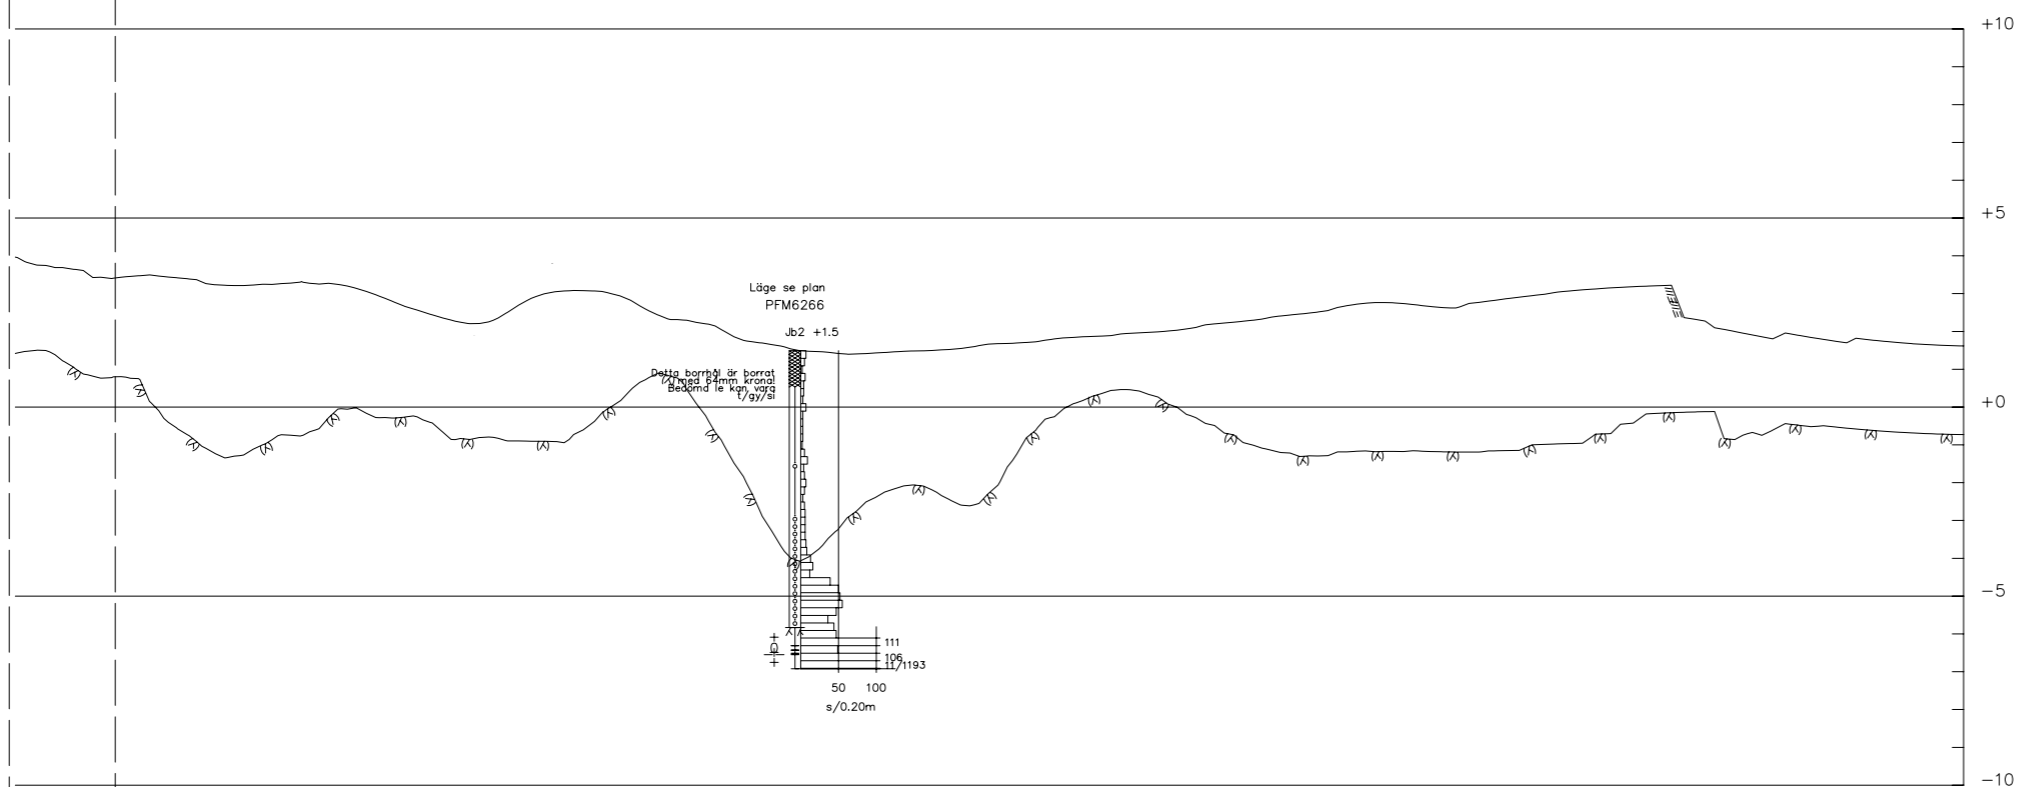 +10
+5
Läge se plan
PFM6266
Jb2 +1.5
Detta borrhål är borrat
med 64mm krona!
Bedömd le kan vara
t/gy/si
+0
-5
111
106
11/1193
50 100
s/0.20m
-10